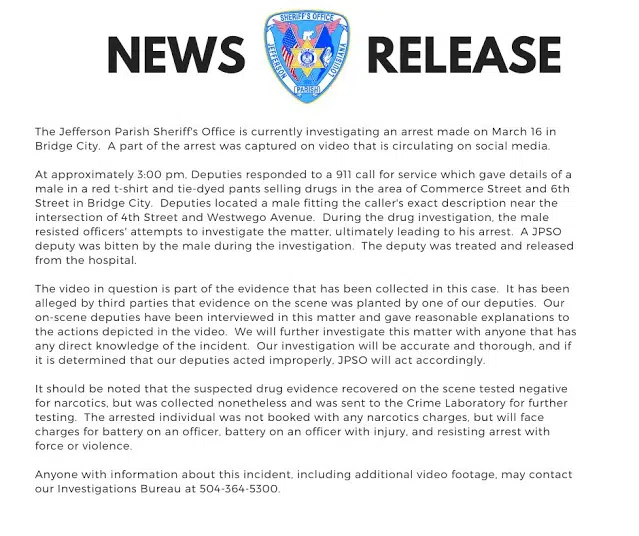 NEWS RELEASE
SHERIFF'S OFFICE
JEFFERSON
LOUISIANA
PARISH
The Jefferson Parish Sheriff's Office is currently investigating an arrest made on March 16 in
Bridge City.  A part of the arrest was captured on video that is circulating on social media.
At approximately 3:00 pm, Deputies responded to a 911 call for service which gave details of a
male in a red t-shirt and tie-dyed pants selling drugs in the area of Commerce Street and 6th
Street in Bridge City.  Deputies located a male fitting the caller's exact description near the
intersection of 4th Street and Westwego Avenue.  During the drug investigation, the male
resisted officers' attempts to investigate the matter, ultimately leading to his arrest.  A JPSO
deputy was bitten by the male during the investigation.  The deputy was treated and released
from the hospital.
The video in question is part of the evidence that has been collected in this case.  It has been
alleged by third parties that evidence on the scene was planted by one of our deputies.  Our
on-scene deputies have been interviewed in this matter and gave reasonable explanations to
the actions depicted in the video.  We will further investigate this matter with anyone that has
any direct knowledge of the incident.  Our investigation will be accurate and thorough, and if
it is determined that our deputies acted improperly, JPSO will act accordingly.
It should be noted that the suspected drug evidence recovered on the scene tested negative
for narcotics, but was collected nonetheless and was sent to the Crime Laboratory for further
testing.  The arrested individual was not booked with any narcotics charges, but will face
charges for battery on an officer, battery on an officer with injury, and resisting arrest with
force or violence.
Anyone with information about this incident, including additional video footage, may contact
our Investigations Bureau at 504-364-5300.